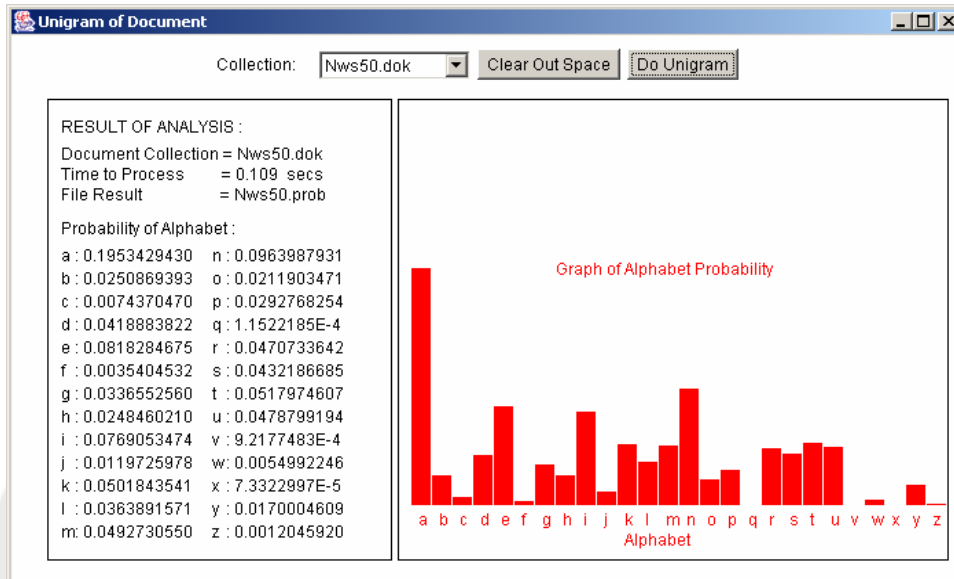 Unigram of Document
Collection: Nws50.dok Clear Out Space Do Unigram
RESULT OF ANALYSIS :
Document Collection = Nws50.dok
Time to Process = 0.109 secs
File Result = Nws50.prob
Probability of Alphabet :
a : 0.1953429430 n : 0.0963987931
b : 0.0250869393 o : 0.0211903471
c : 0.0074370470 p : 0.0292768254
d : 0.0418883822 q : 1.1522185E-4
e : 0.0818284675 r : 0.0470733642
f : 0.0035404532 s : 0.0432186685
g : 0.0336552560 t : 0.0517974607
h : 0.0248460210 u : 0.0478799194
i : 0.0769053474 v : 9.2177483E-4
j : 0.0119725978 w: 0.0054992246
k : 0.0501843541 x : 7.3322997E-5
l : 0.0363891571 y : 0.0170004609
m: 0.0492730550 z : 0.0012045920
Graph of Alphabet Probability
a b c d e f g h i j k l m n o p q r s t u v w x y z
Alphabet